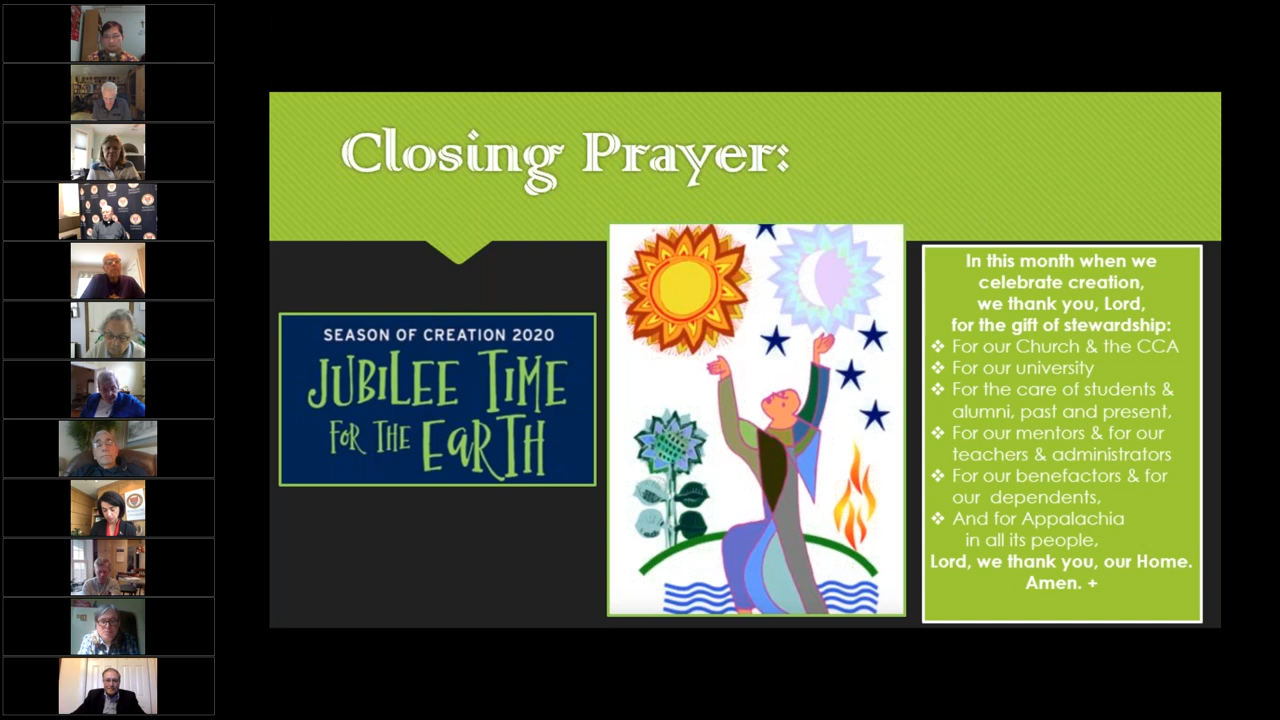 Closing Prayer:
SEASON OF CREATION 2020
JUBILEE TIME
FOR THE EARTH
In this month when we
celebrate creation,
we thank you, Lord,
for the gift of stewardship:
❖ For our Church & the CCA
❖ For our university
❖ For the care of students &
alumni, past and present,
❖ For our mentors & for our
teachers & administrators
❖ For our benefactors & for
our dependents,
❖ And for Appalachia
in all its people,
Lord, we thank you, our Home.
Amen. +